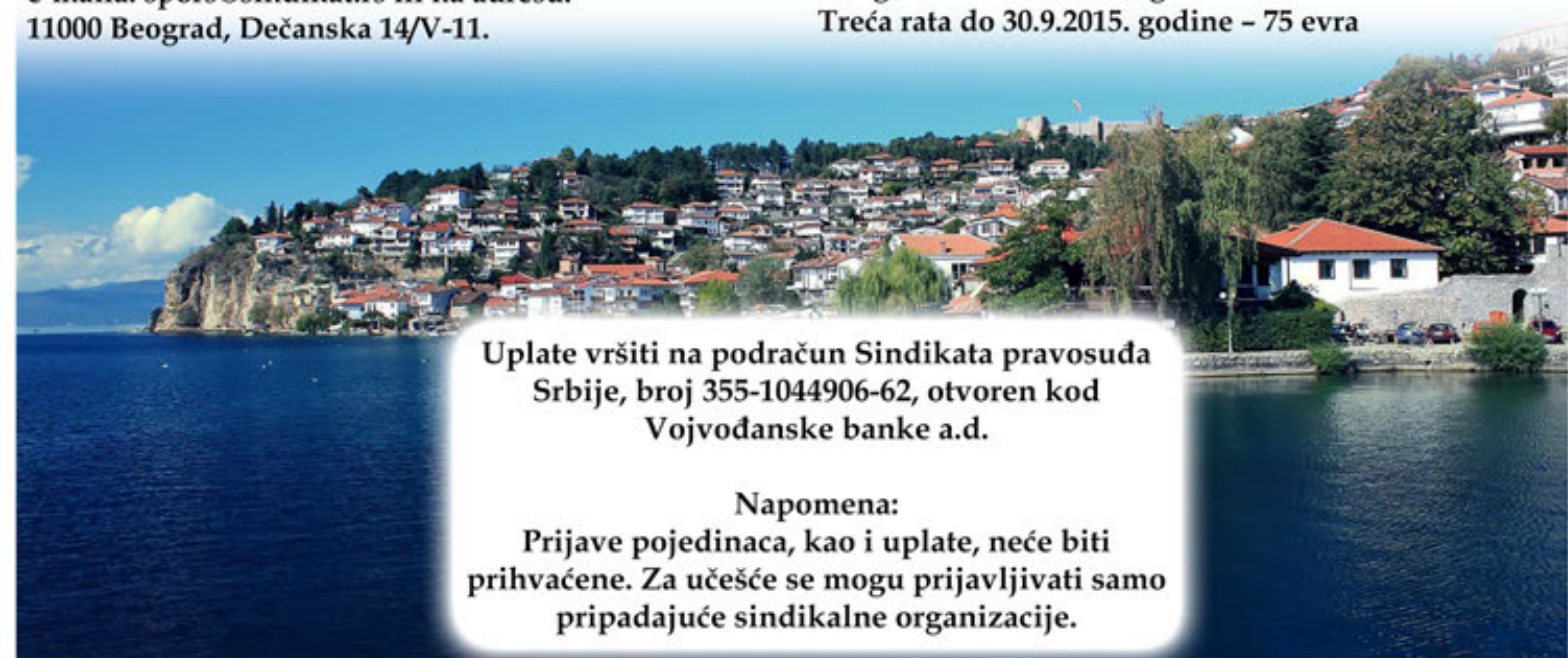 11000 Beograd, Dečanska 14/V-11.
Treća rata do 30.9.2015. godine – 75 evra
Uplate vršiti na podračun Sindikata pravosuđa
Srbije, broj 355-1044906-62, otvoren kod
Vojvođanske banke a.d.
Napomena:
Prijave pojedinaca, kao i uplate, neće biti
prihvaćene. Za učešće se mogu prijavljivati samo
pripadajuće sindikalne organizacije.